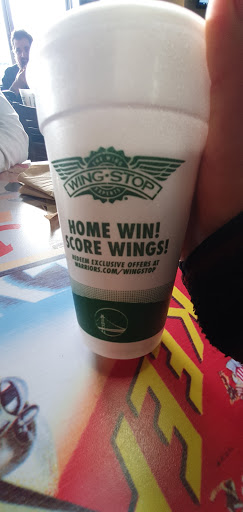 WING·STOP
HOME WIN!
SCORE WINGS!
REDEEM EXCLUSIVE OFFERS AT
WARRIORS.COM/WINGSTOP